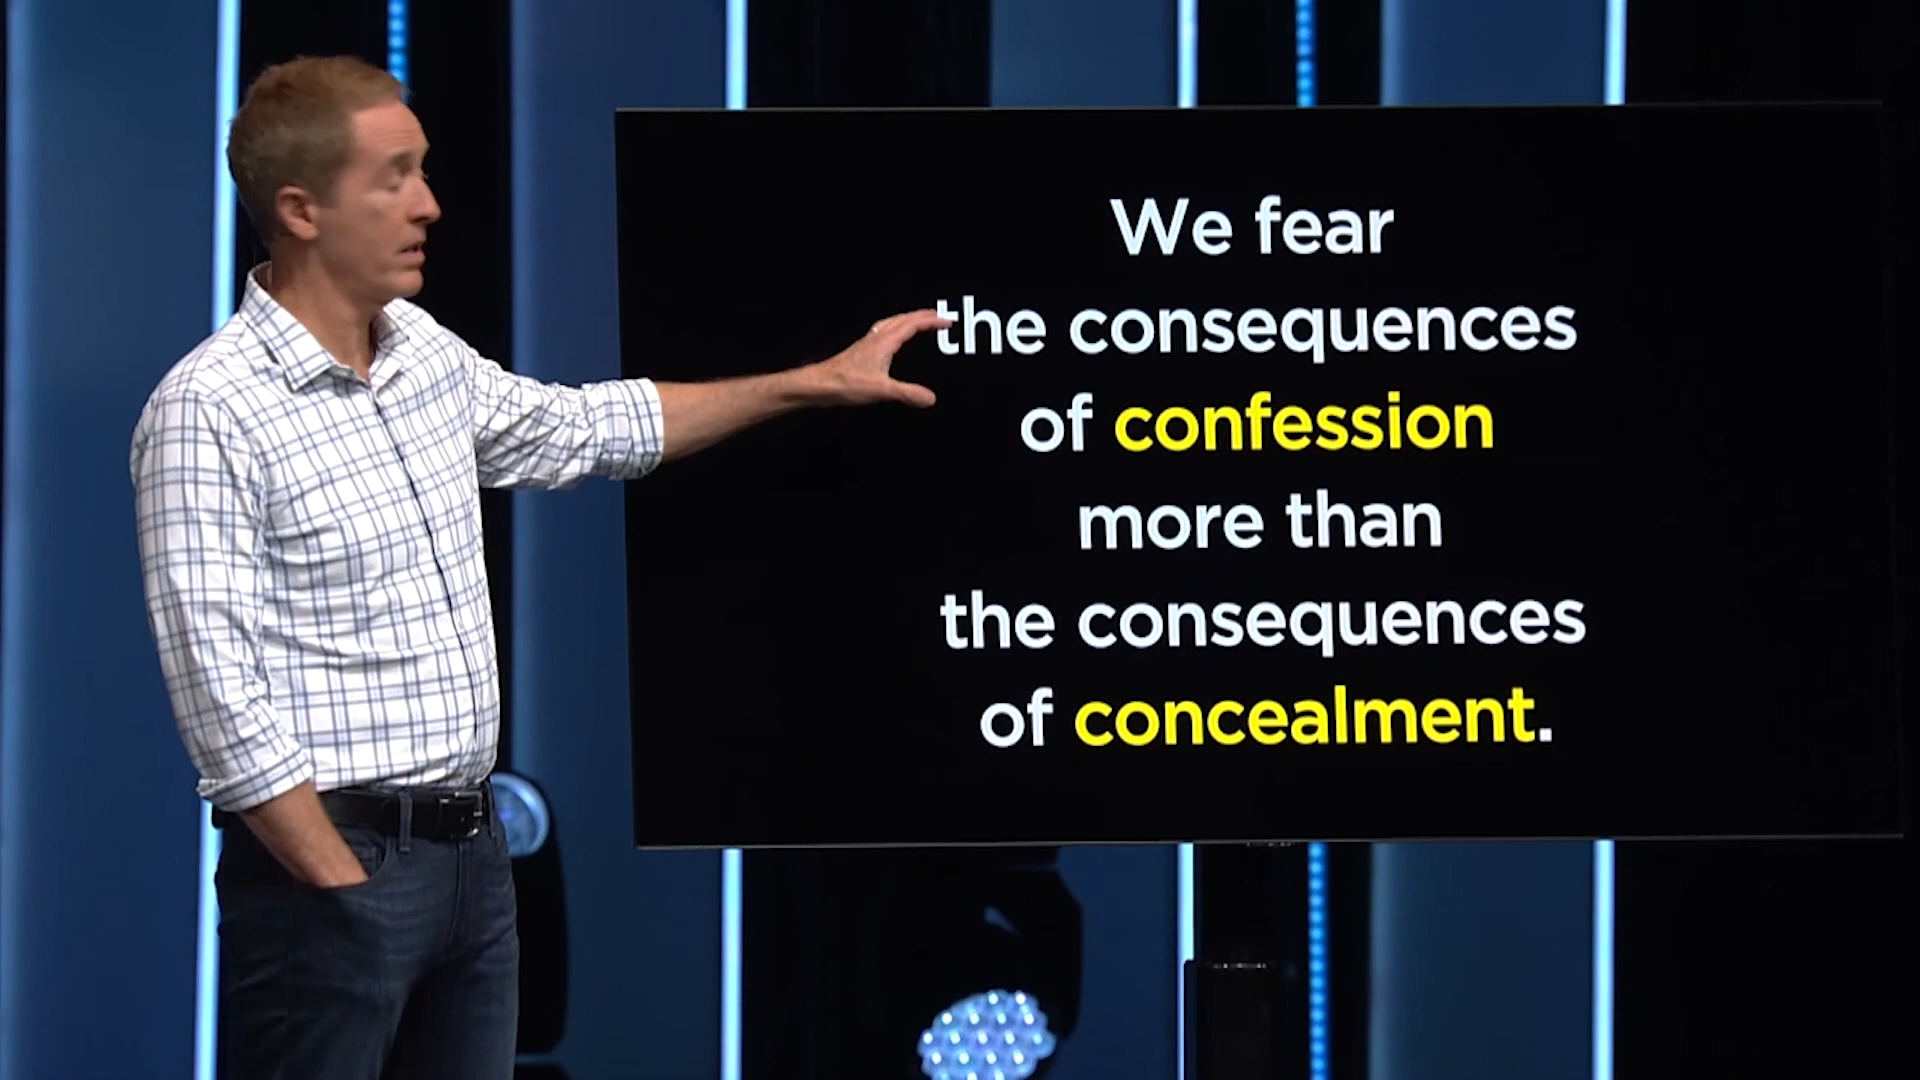 We fear
the consequences
of confession
more than
the consequences
of concealment.